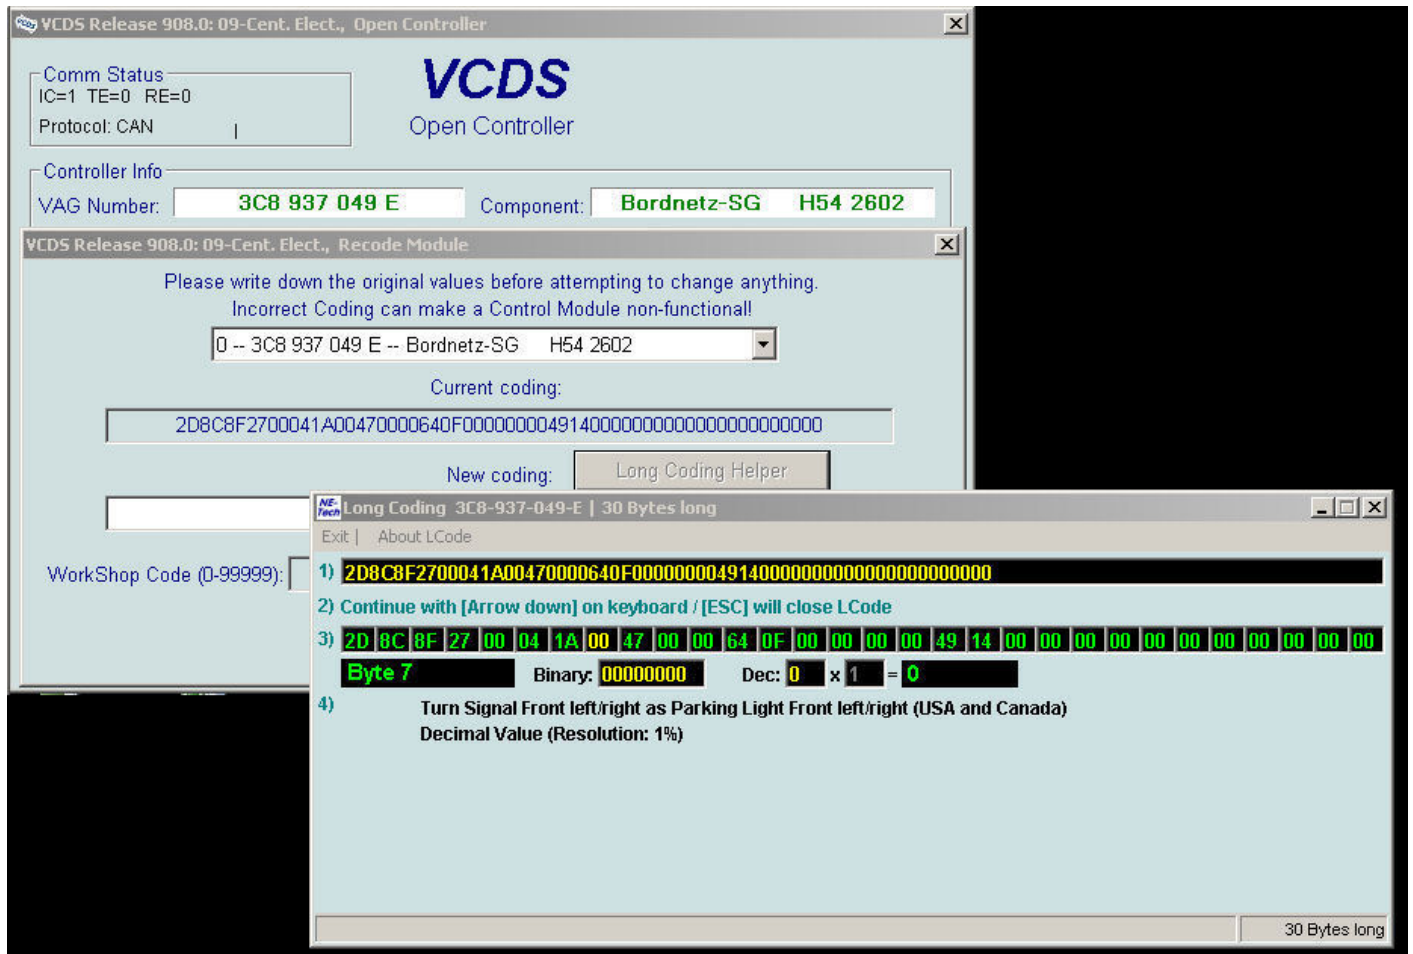 VCDS Release 908.0: 09-Cent. Elect., Open Controller
Comm Status
IC=1 TE=0 RE=0
Protocol: CAN
VCDS
Open Controller
Controller Info
VAG Number: 3C8 937 049 E Component: Bordnetz-SG H54 2602
VCDS Release 908.0: 09-Cent. Elect., Recode Module
Please write down the original values before attempting to change anything.
Incorrect Coding can make a Control Module non-functional!
0 -- 3C8 937 049 E -- Bordnetz-SG H54 2602
Current coding:
2D8C8F2700041A00470000640F00000000491400000000000000000000000
New coding: Long Coding Helper
WorkShop Code (0-99999):
NE-Tech Long Coding 3C8-937-049-E | 30 Bytes long
Exit | About LCode
1) 2D8C8F2700041A00470000640F0000000049140000000000000000000000
2) Continue with [Arrow down] on keyboard / [ESC] will close LCode
3) 2D 8C 8F 27 00 04 1A 00 47 00 00 64 0F 00 00 00 00 49 14 00 00 00 00 00 00 00 00 00 00 00
Byte 7 Binary: 00000000 Dec: 0 x 1 = 0
4) Turn Signal Front left/right as Parking Light Front left/right (USA and Canada)
Decimal Value (Resolution: 1%)
30 Bytes long